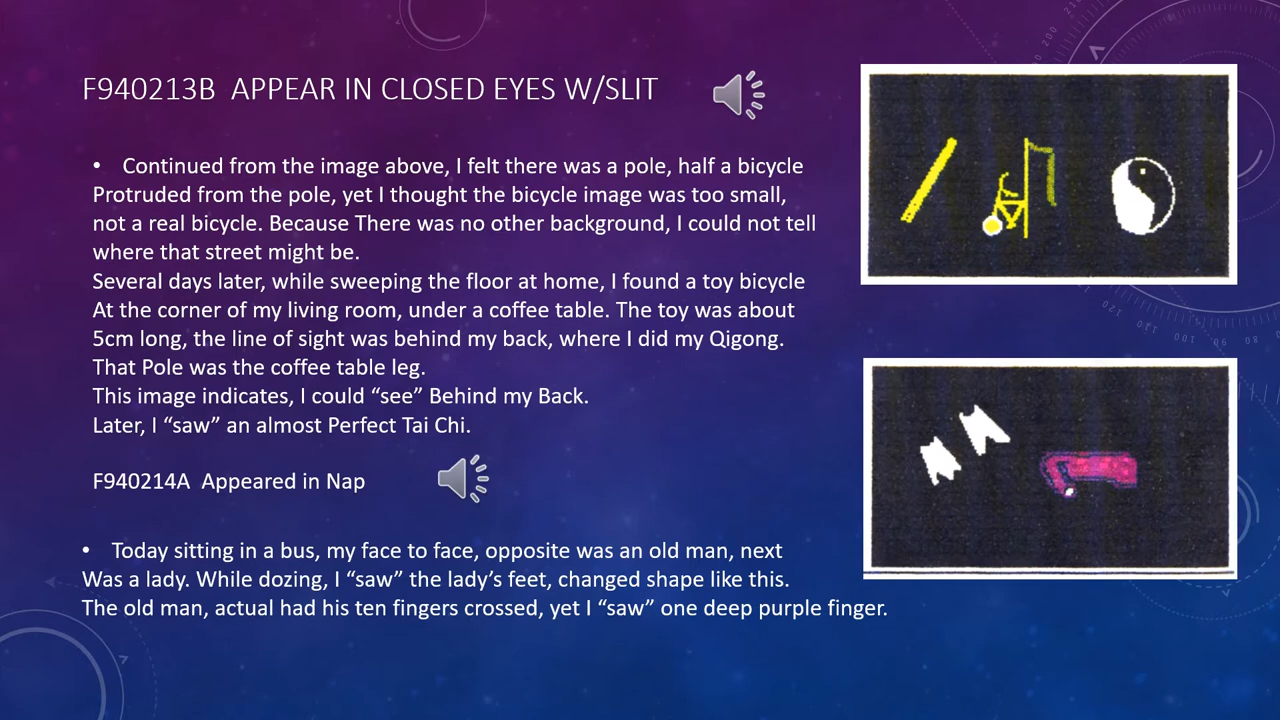 F940213B APPEAR IN CLOSED EYES W/SLIT
• Continued from the image above, I felt there was a pole, half a bicycle
Protruded from the pole, yet I thought the bicycle image was too small,
not a real bicycle. Because There was no other background, I could not tell
where that street might be.
Several days later, while sweeping the floor at home, I found a toy bicycle
At the corner of my living room, under a coffee table. The toy was about
5cm long, the line of sight was behind my back, where I did my Qigong.
That Pole was the coffee table leg.
This image indicates, I could “see” Behind my Back.
Later, I “saw” an almost Perfect Tai Chi.
F940214A Appeared in Nap
• Today sitting in a bus, my face to face, opposite was an old man, next
Was a lady. While dozing, I “saw” the lady’s feet, changed shape like this.
The old man, actual had his ten fingers crossed, yet I “saw” one deep purple finger.